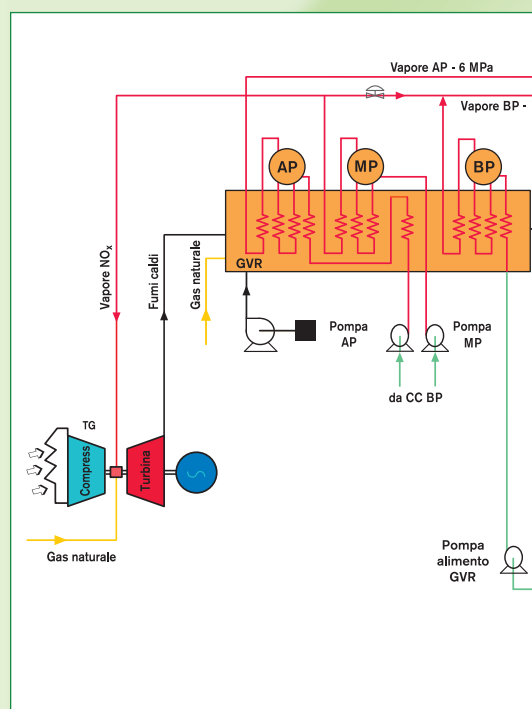 Vapore AP - 6 MPa
Vapore BP -
AP
MP
BP
Vapore NOx
Fumi caldi
Gas naturale
GVR
Pompa
AP
Pompa
MP
da CC BP
TG
Compress
Turbina
Gas naturale
Pompa
alimento
GVR